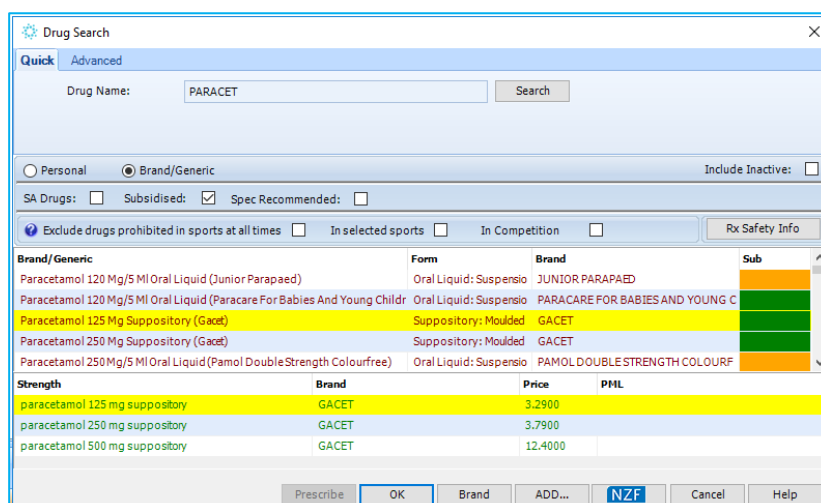 Drug Search
Quick Advanced
Drug Name: PARACET Search
Personal Brand/Generic Include Inactive:
SA Drugs: Subsidised: Spec Recommended:
Exclude drugs prohibited in sports at all times In selected sports In Competition Rx Safety Info
Brand/Generic Form Brand Sub
Paracetamol 120 Mg/5 Ml Oral Liquid (Junior Parapaed) Oral Liquid: Suspensio JUNIOR PARAPAED
Paracetamol 120 Mg/5 Ml Oral Liquid (Paracare For Babies And Young Childr Oral Liquid: Suspensio PARACARE FOR BABIES AND YOUNG C
Paracetamol 125 Mg Suppository (Gacet) Suppository: Moulded GACET
Paracetamol 250 Mg Suppository (Gacet) Suppository: Moulded GACET
Paracetamol 250 Mg/5 Ml Oral Liquid (Pamol Double Strength Colourfree) Oral Liquid: Suspensio PAMOL DOUBLE STRENGTH COLOURF
Strength Brand Price PML
paracetamol 125 mg suppository GACET 3.2900
paracetamol 250 mg suppository GACET 3.7900
paracetamol 500 mg suppository GACET 12.4000
Prescribe OK Brand ADD... NZF Cancel Help